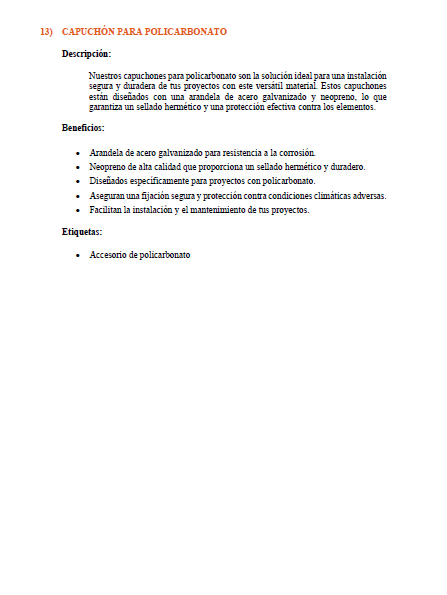 13) CAPUCHÓN PARA POLICARBONATO
Descripción:
Nuestros capuchones para policarbonato son la solución ideal para una instalación
segura y duradera de tus proyectos con este versátil material. Estos capuchones
están diseñados con una arandela de acero galvanizado y neopreno, lo que
garantiza un sellado hermético y una protección efectiva contra los elementos.
Beneficios:
• Arandela de acero galvanizado para resistencia a la corrosión.
• Neopreno de alta calidad que proporciona un sellado hermético y duradero.
• Diseñados específicamente para proyectos con policarbonato.
• Aseguran una fijación segura y protección contra condiciones climáticas adversas.
• Facilitan la instalación y el mantenimiento de tus proyectos.
Etiquetas:
• Accesorio de policarbonato